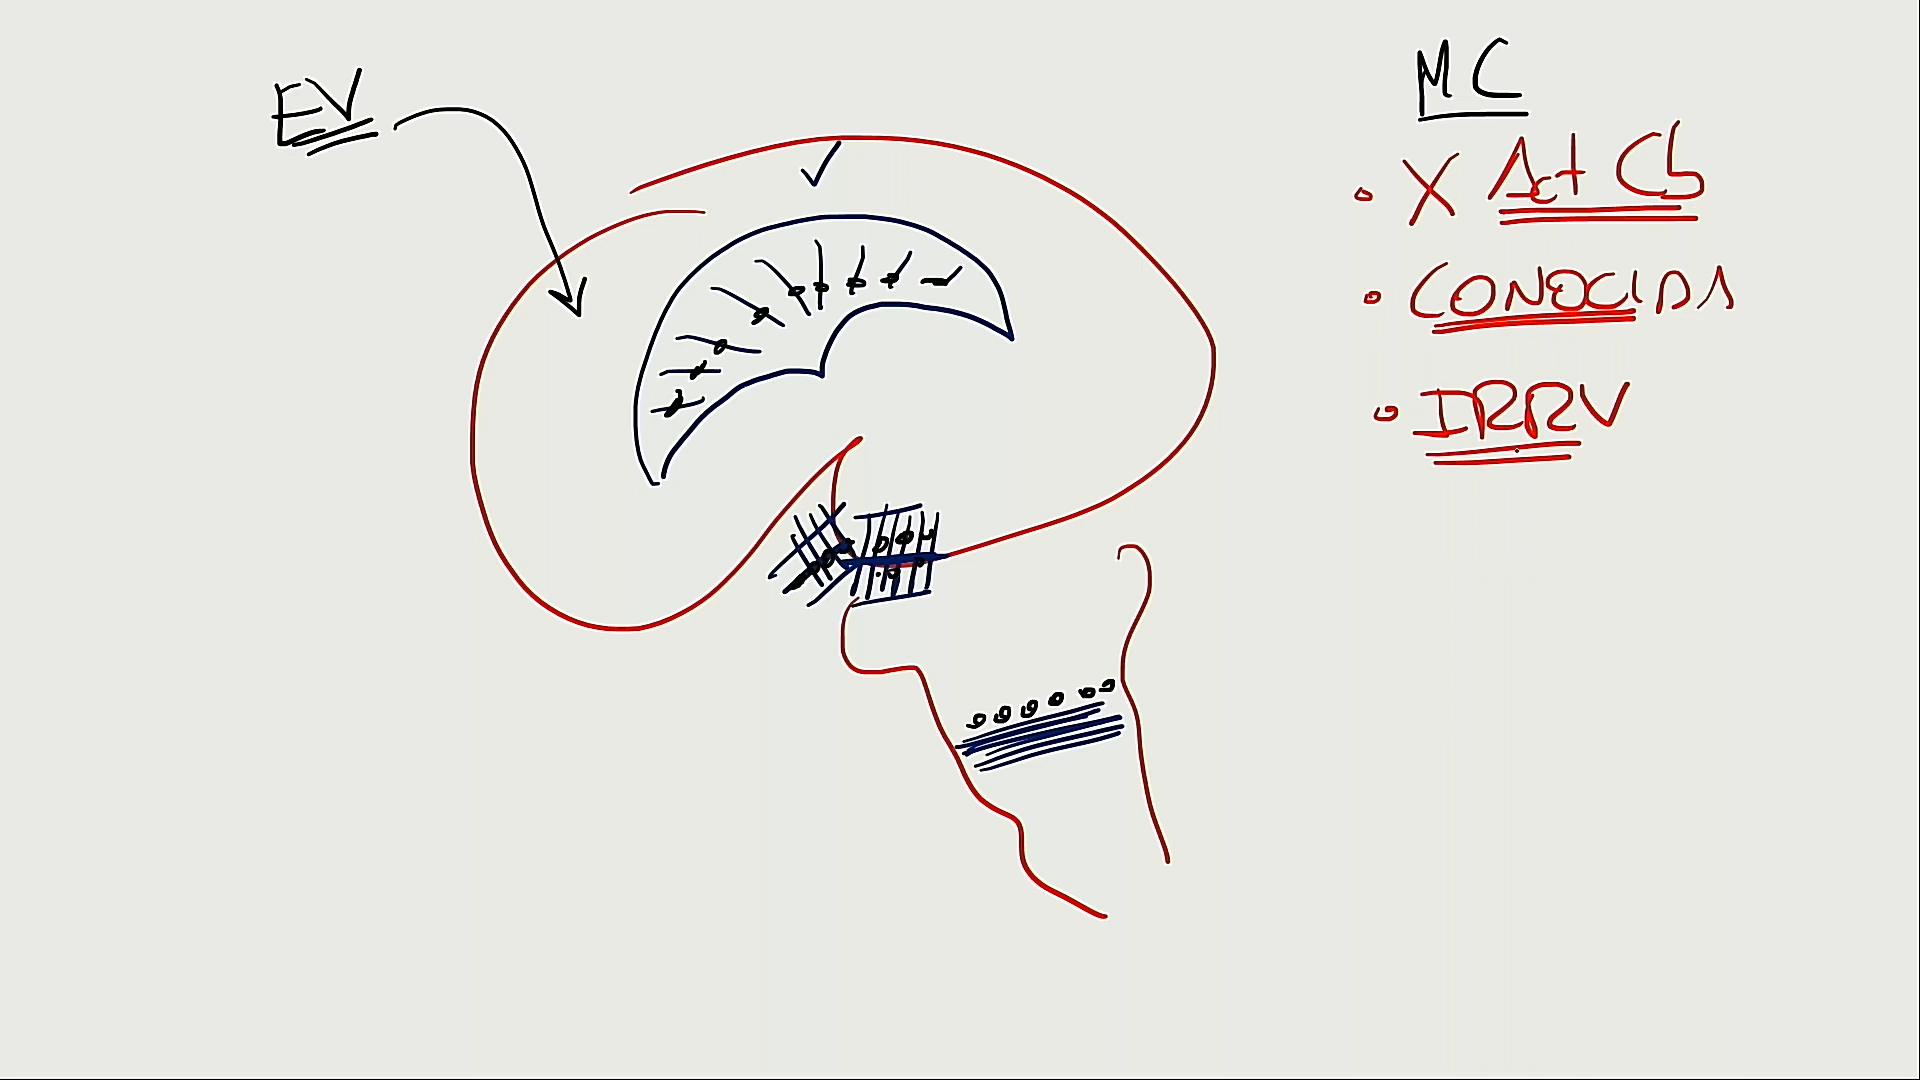 EV
MC
• X Act Cb
• CONOCIDA
• IRRV